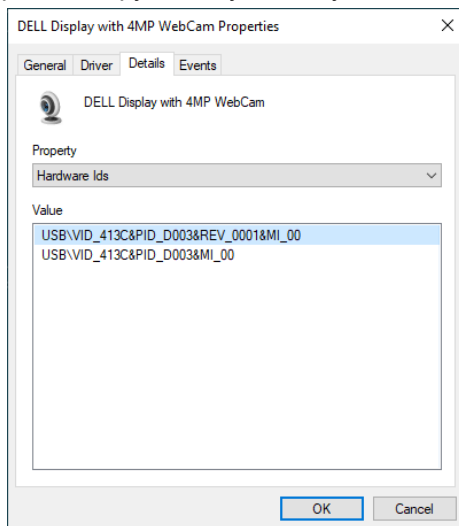 DELL Display with 4MP WebCam Properties
General Driver Details Events
DELL Display with 4MP WebCam
Property
Hardware Ids
Value
USB\VID_413C&PID_D003&REV_0001&MI_00
USB\VID_413C&PID_D003&MI_00
OK Cancel